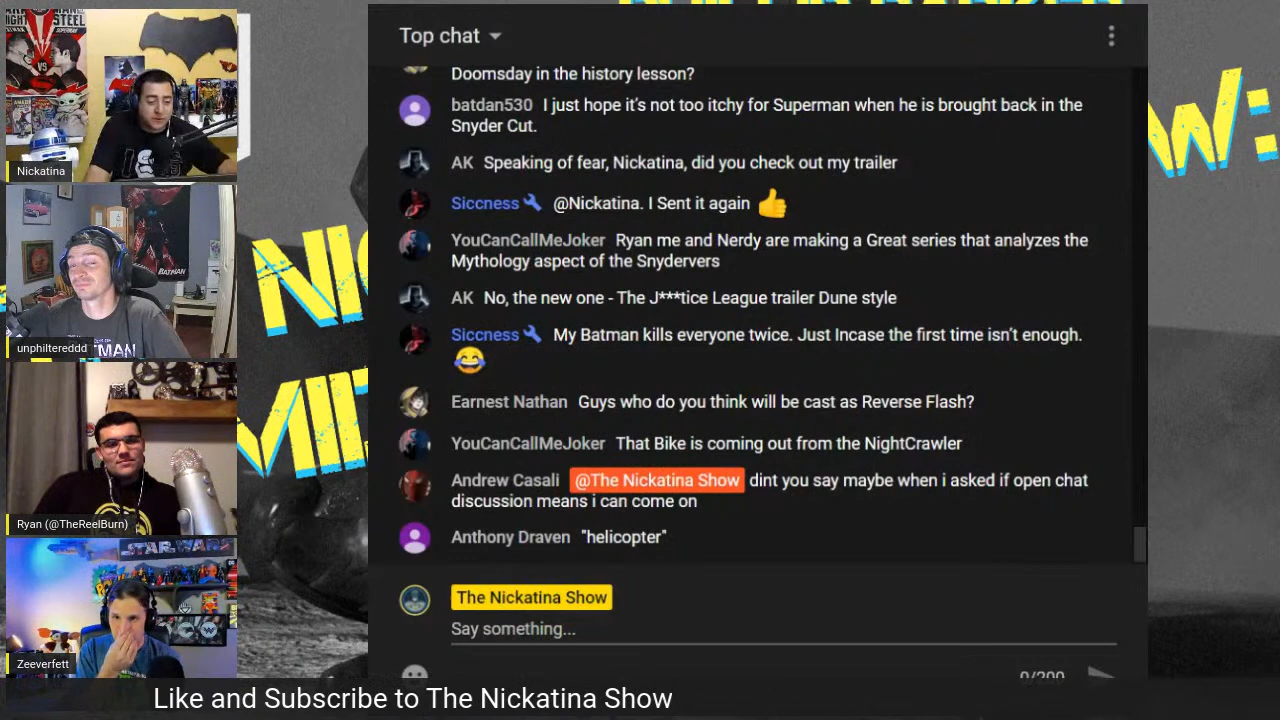 Top chat
Doomsday in the history lesson?
batdan530 I just hope it's not too itchy for Superman when he is brought back in the
Snyder Cut.
AK Speaking of fear, Nickatina, did you check out my trailer
Siccness @Nickatina. I Sent it again 👍
YouCanCallMeJoker Ryan me and Nerdy are making a Great series that analyzes the
Mythology aspect of the Snydervers
AK No, the new one - The J***tice League trailer Dune style
Siccness My Batman kills everyone twice. Just Incase the first time isn't enough.
😂
Earnest Nathan Guys who do you think will be cast as Reverse Flash?
YouCanCallMeJoker That Bike is coming out from the NightCrawler
Andrew Casali @The Nickatina Show dint you say maybe when i asked if open chat
discussion means i can come on
Anthony Draven "helicopter"
The Nickatina Show
Say something...
0/200
STEEL
VS
Nickatina
BATMAN
unphiltereddd
Ryan (@TheReelBurn)
STAR WARS
Zeeverfett
Like and Subscribe to The Nickatina Show